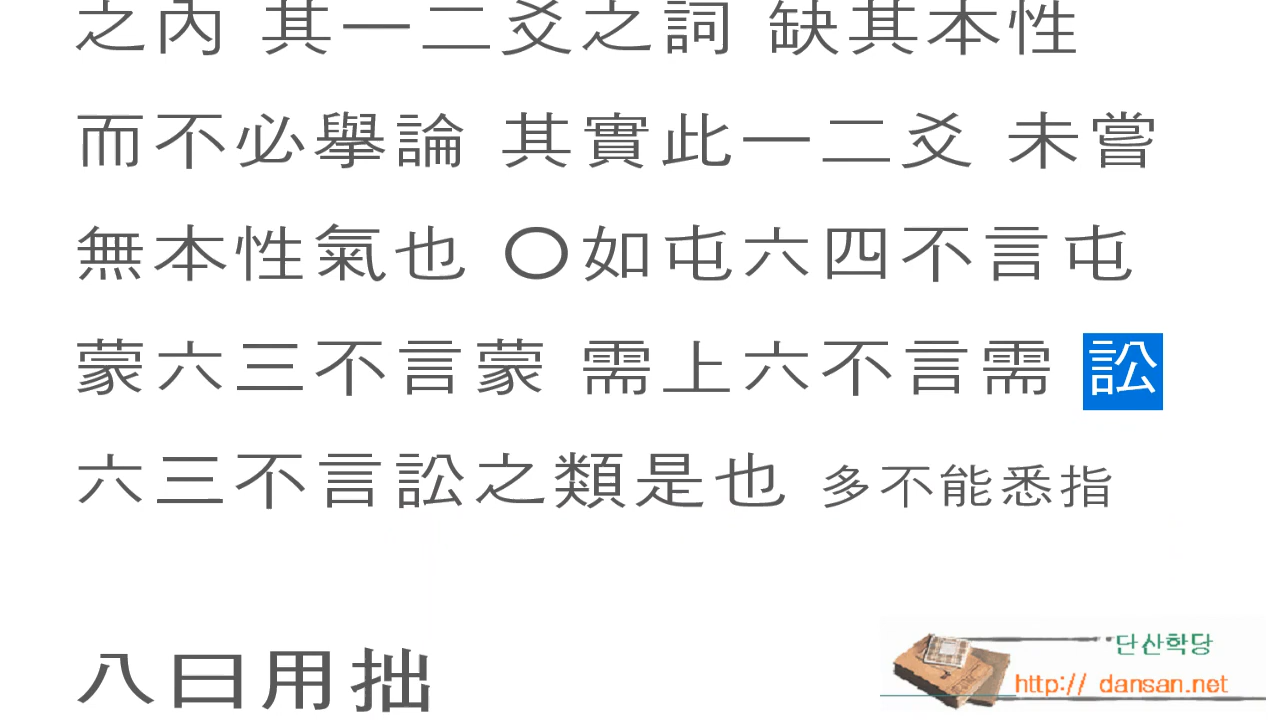 之內 其一二爻之詞 缺其本性
而不必擧論 其實此一二爻 未嘗
無本性氣也 〇如屯六四不言屯
蒙六三不言蒙 需上六不言需 訟
六三不言訟之類是也 多不能悉指
八曰用拙
단산학당
http:// dansan.net